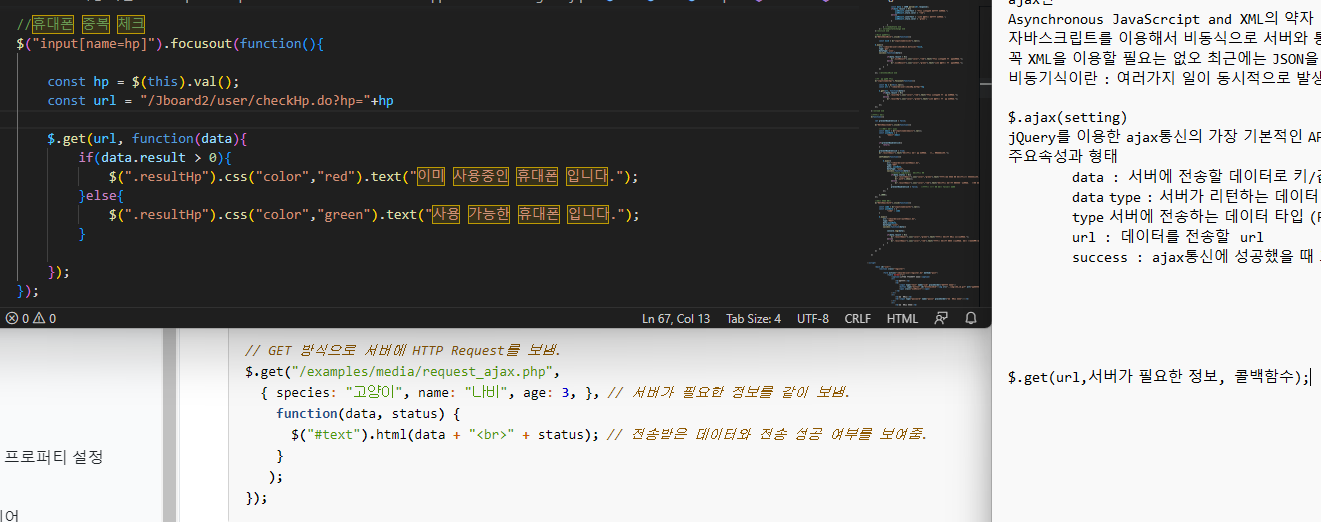 //휴대폰 중복 체크
$("input[name=hp]").focusout(function(){
const hp = $(this).val();
const url = "/Jboard2/user/checkHp.do?hp="+hp
$.get(url, function(data){
if(data.result > 0){
$(".resultHp").css("color","red").text("이미 사용중인 휴대폰 입니다.");
}else{
$(".resultHp").css("color","green").text("사용 가능한 휴대폰 입니다.");
}
});
});
0 0
Ln 67, Col 13 Tab Size: 4 UTF-8 CRLF HTML
프로퍼티 설정
// GET 방식으로 서버에 HTTP Request를 보냄.
$.get("/examples/media/request_ajax.php",
{ species: "고양이", name: "나비", age: 3, }, // 서버가 필요한 정보를 같이 보냄.
function(data, status) {
$("#text").html(data + "<br>" + status); // 전송받은 데이터와 전송 성공 여부를 보여줌.
}
);
});
ajax란
Asynchronous JavaScrcipt and XML의 약자
자바스크립트를 이용해서 비동식으로 서버와
꼭 XML을 이용할 필요는 없오 최근에는 JSON을
비동기식이란 : 여러가지 일이 동시적으로 발생
$.ajax(setting)
jQuery를 이용한 ajax통신의 가장 기본적인
주요속성과 형태
data : 서버에 전송할 데이터로
data type : 서버가 리턴하는 데이터
type 서버에 전송하는 데이터 타입
url : 데이터를 전송할 url
success : ajax통신에 성공했을 때
$.get(url,서버가 필요한 정보, 콜백함수);